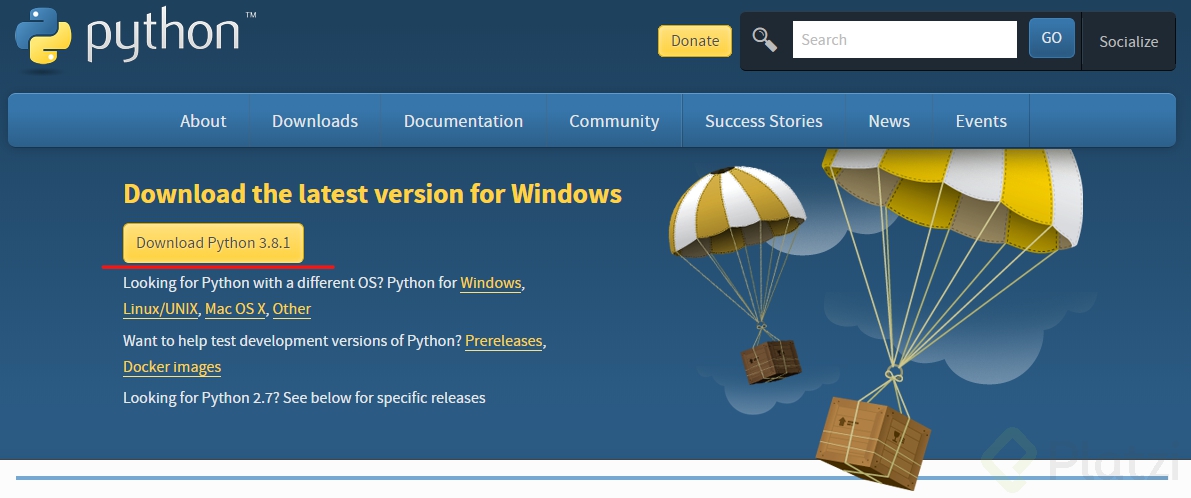 python™
Donate
Search
GO
Socialize
About Downloads Documentation Community Success Stories News Events
Download the latest version for Windows
Download Python 3.8.1
Looking for Python with a different OS? Python for Windows,
Linux/UNIX, Mac OS X, Other
Want to help test development versions of Python? Prereleases,
Docker images
Looking for Python 2.7? See below for specific releases
Platzi